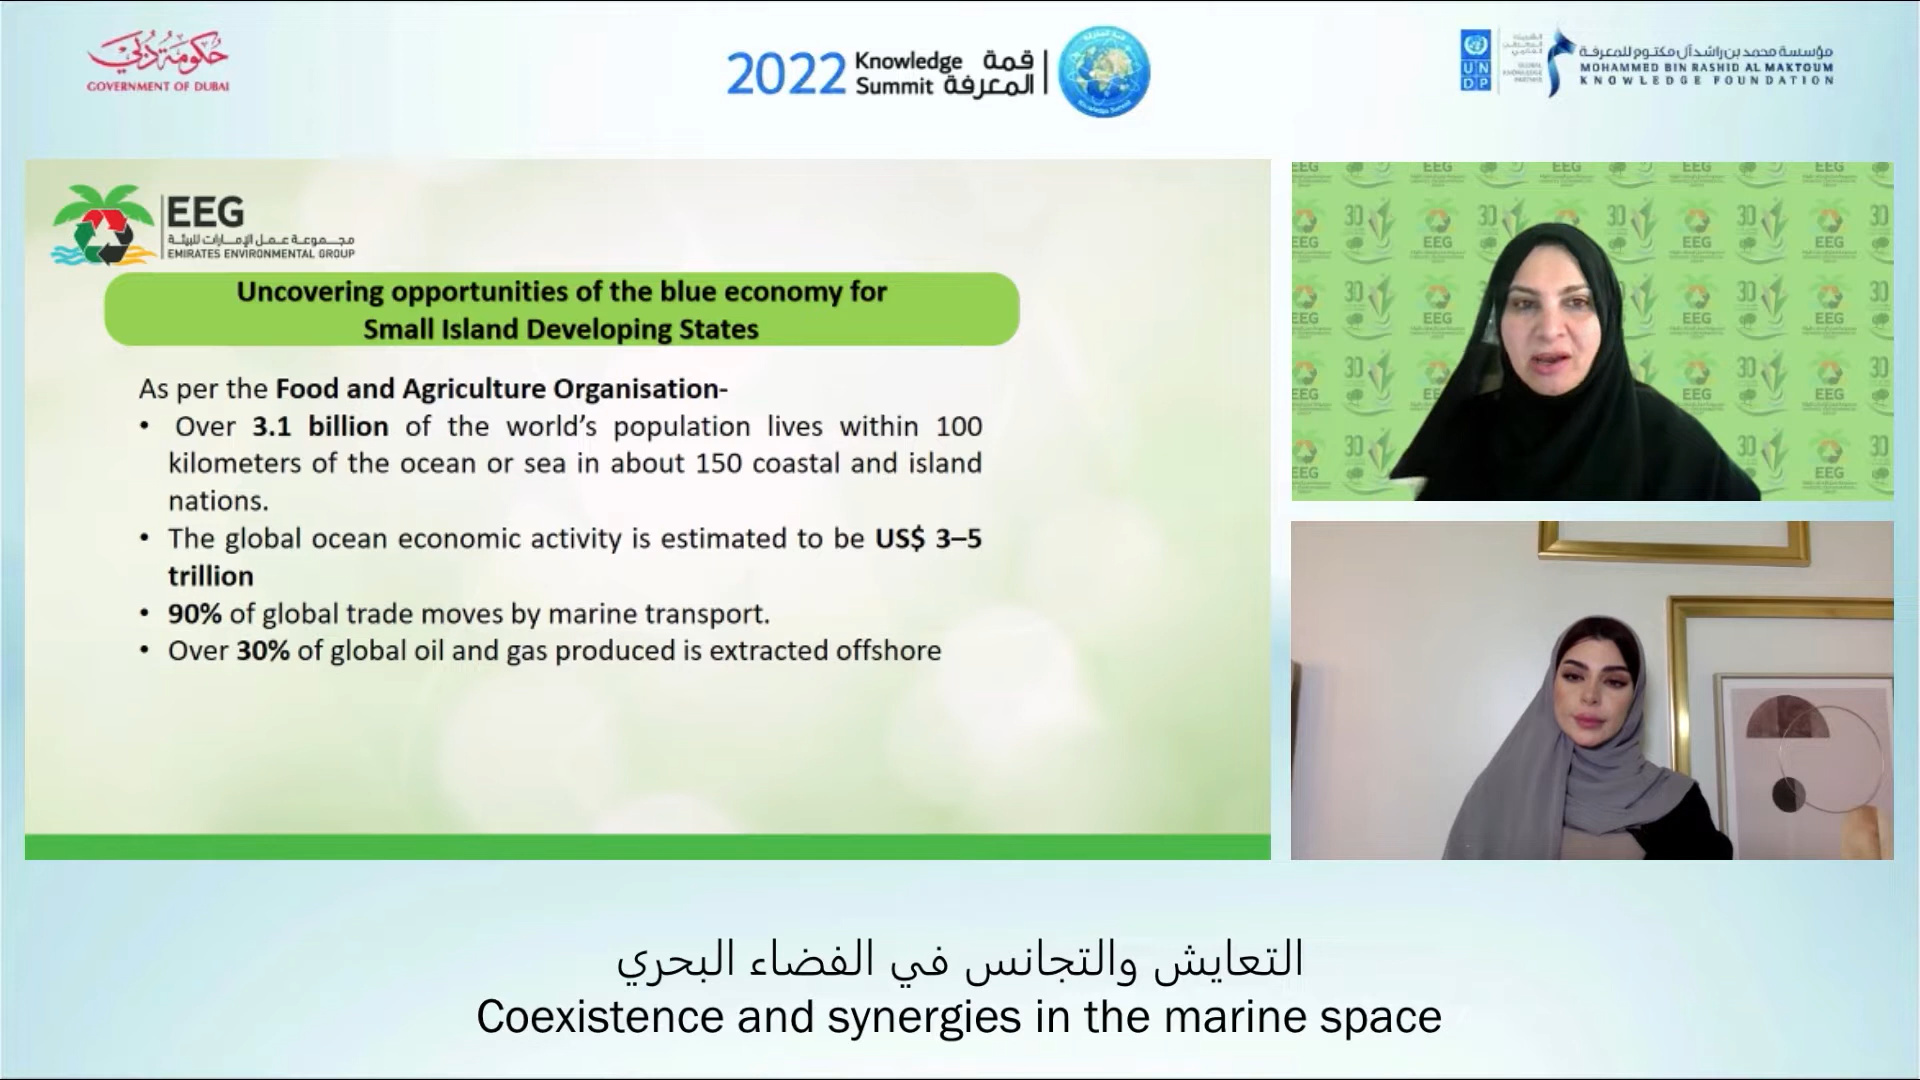 حكومة دبي
GOVERNMENT OF DUBAI
2022 Knowledge Summit
قمة المعرفة
UNDP
مؤسسة محمد بن راشد آل مكتوم للمعرفة
MOHAMMED BIN RASHID AL MAKTOUM
KNOWLEDGE FOUNDATION
EEG
مجموعة عمل الإمارات للبيئة
EMIRATES ENVIRONMENTAL GROUP
Uncovering opportunities of the blue economy for
Small Island Developing States
As per the Food and Agriculture Organisation-
• Over 3.1 billion of the world’s population lives within 100
kilometers of the ocean or sea in about 150 coastal and island
nations.
• The global ocean economic activity is estimated to be US$ 3–5
trillion
• 90% of global trade moves by marine transport.
• Over 30% of global oil and gas produced is extracted offshore
التعايش والتجانس في الفضاء البحري
Coexistence and synergies in the marine space